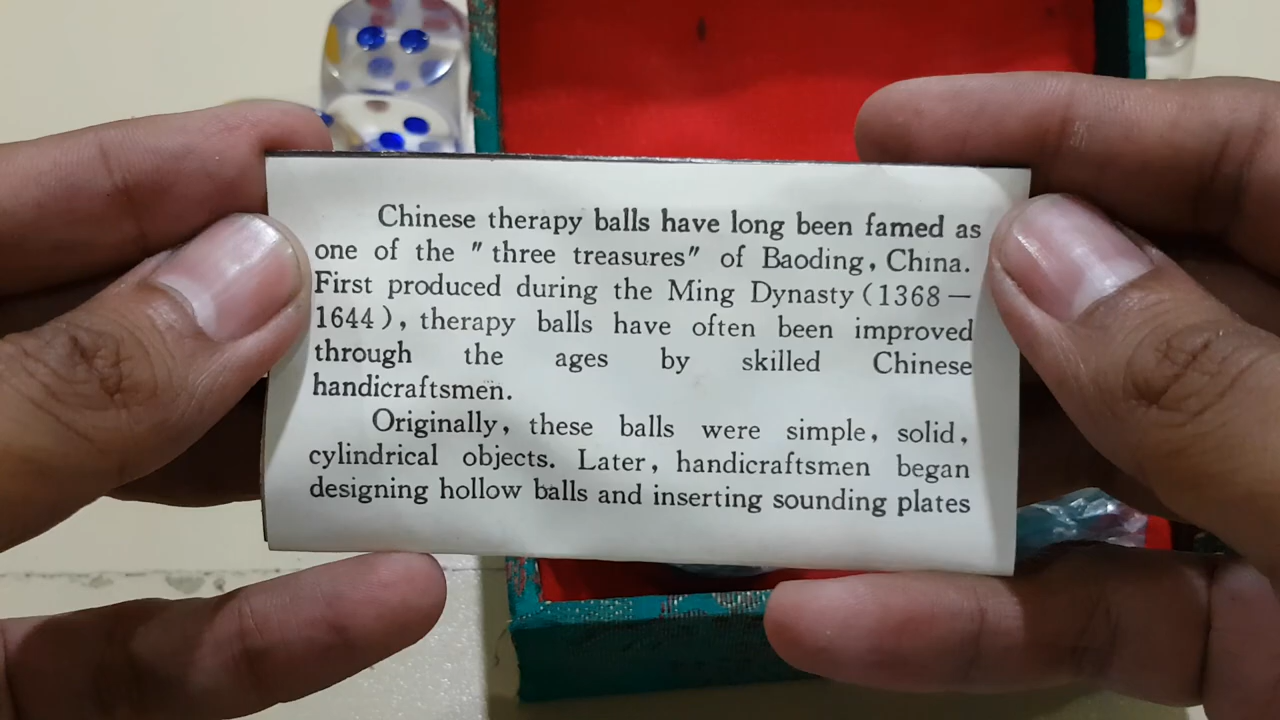 Chinese therapy balls have long been famed as
one of the "three treasures" of Baoding, China.
First produced during the Ming Dynasty (1368—
1644), therapy balls have often been improved
through the ages by skilled Chinese
handicraftsmen.
Originally, these balls were simple, solid,
cylindrical objects. Later, handicraftsmen began
designing hollow balls and inserting sounding plates